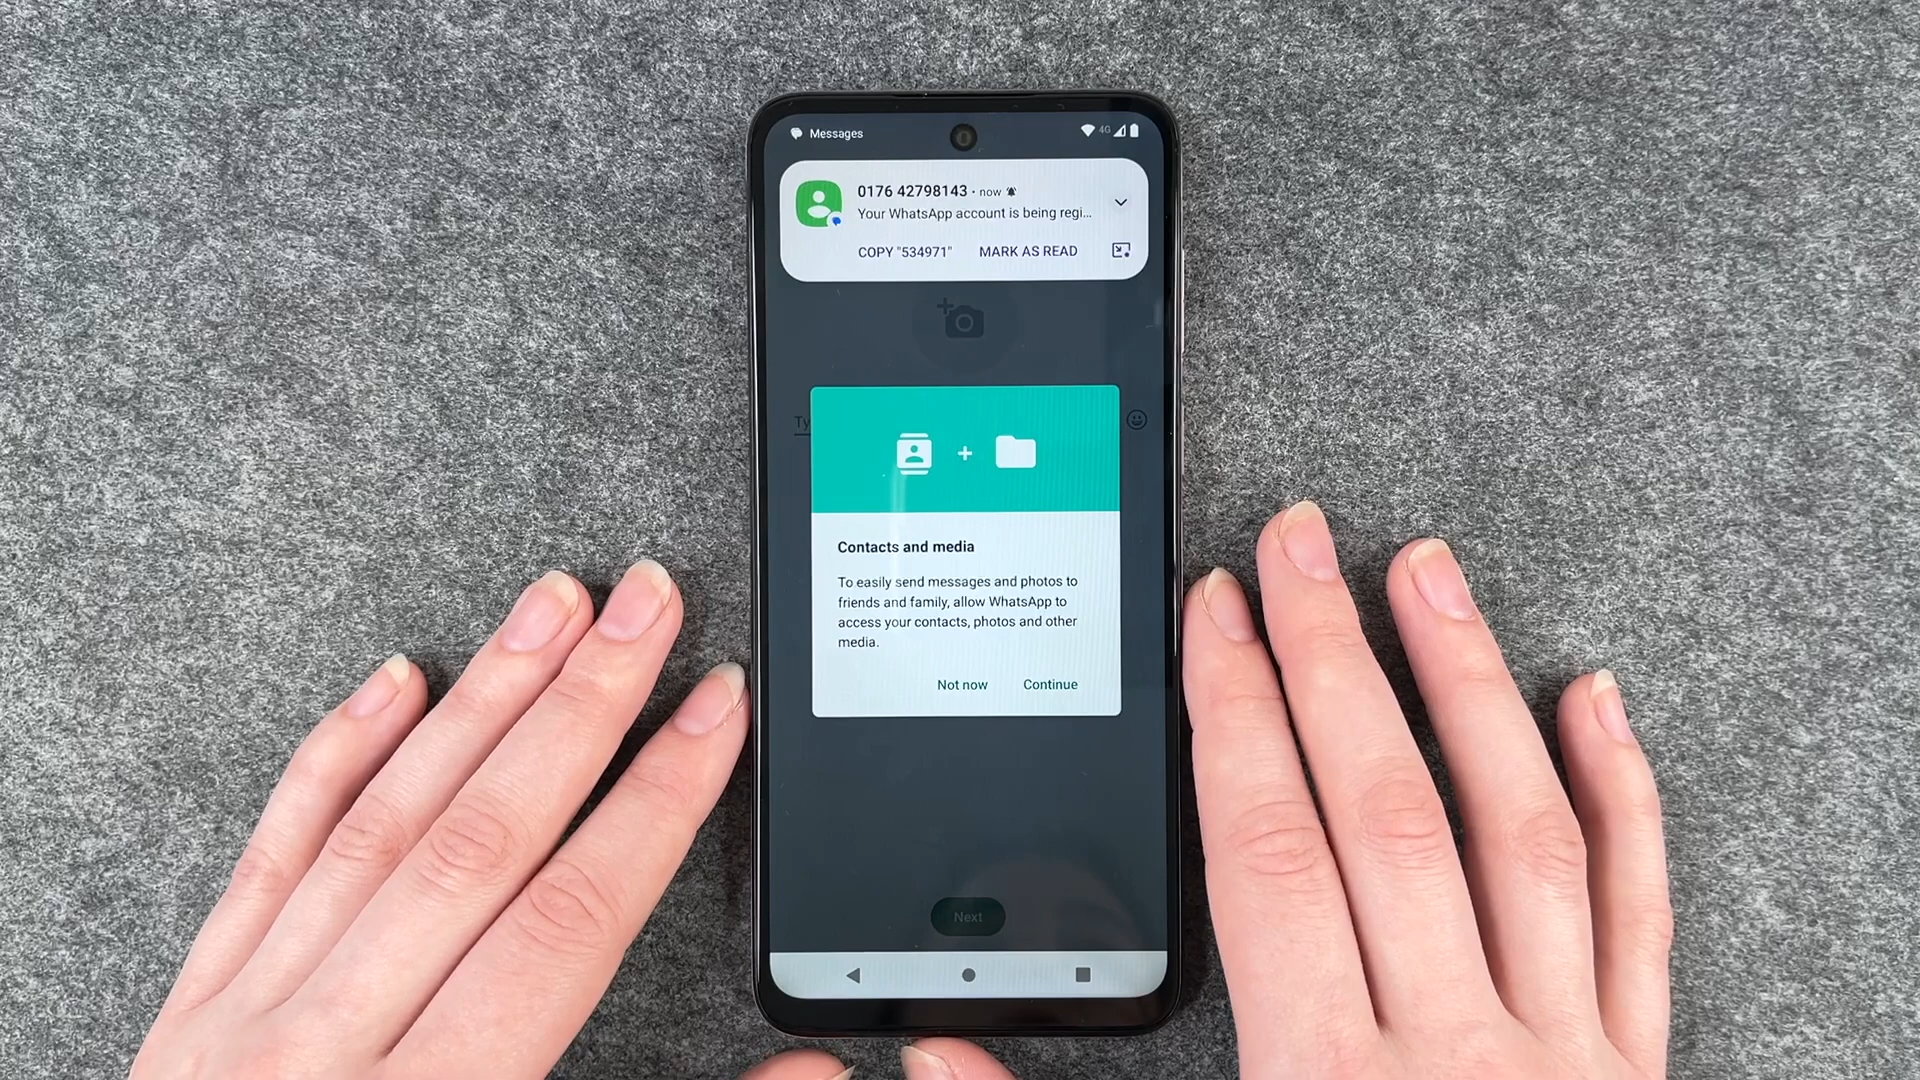 Messages
4G
0176 42798143 · now
Your WhatsApp account is being regi...
COPY "534971" MARK AS READ
Ty
Contacts and media
To easily send messages and photos to
friends and family, allow WhatsApp to
access your contacts, photos and other
media.
Not now Continue
Next